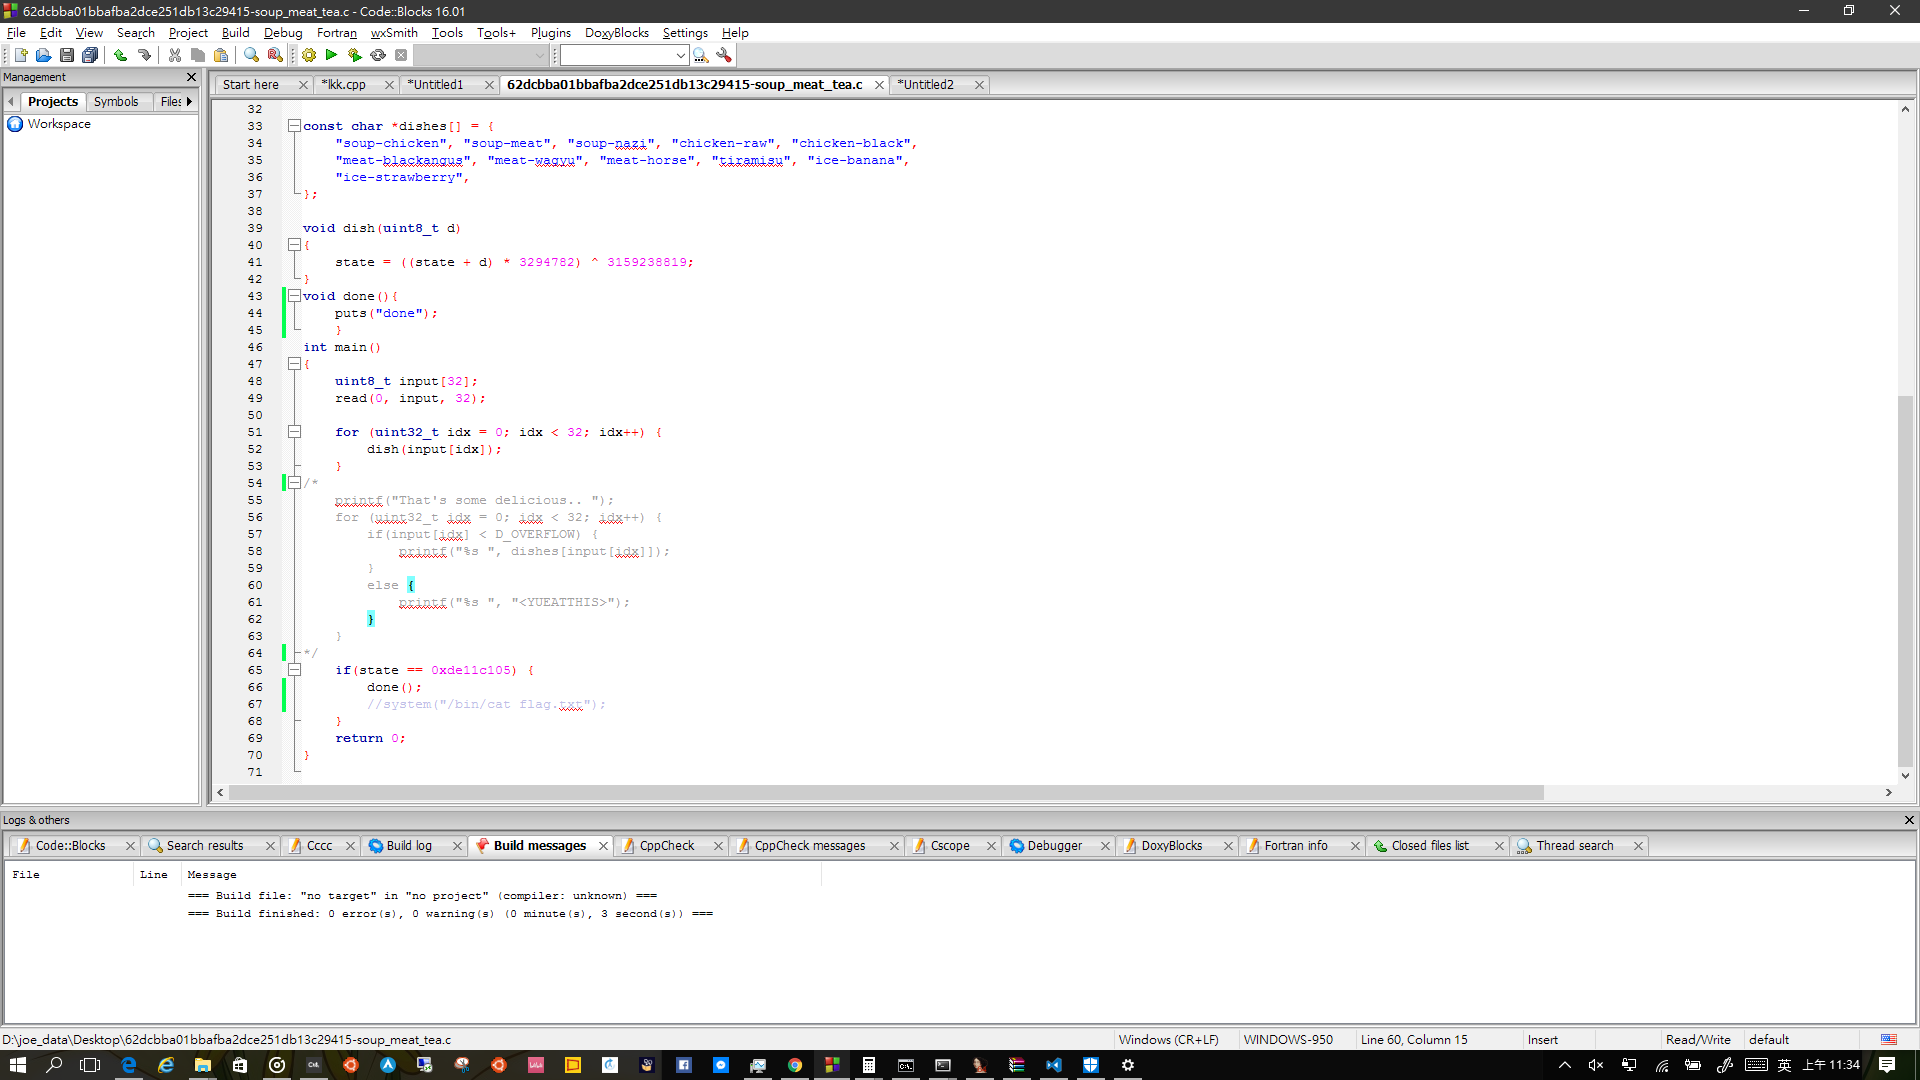 62dcbba01bbafba2dce251db13c29415-soup_meat_tea.c - Code::Blocks 16.01
File Edit View Search Project Build Debug Fortran wxSmith Tools Tools+ Plugins DoxyBlocks Settings Help
Management
Projects Symbols Files
Workspace
Start here *lkk.cpp *Untitled1 62dcbba01bbafba2dce251db13c29415-soup_meat_tea.c *Untitled2
32
33 const char *dishes[] = {
34 "soup-chicken", "soup-meat", "soup-nazi", "chicken-raw", "chicken-black",
35 "meat-blackangus", "meat-wagyu", "meat-horse", "tiramisu", "ice-banana",
36 "ice-strawberry",
37 };
38
39 void dish(uint8_t d)
40 {
41 state = ((state + d) * 3294782) ^ 3159238819;
42 }
43 void done(){
44 puts("done");
45 }
46 int main()
47 {
48 uint8_t input[32];
49 read(0, input, 32);
50
51 for (uint32_t idx = 0; idx < 32; idx++) {
52 dish(input[idx]);
53 }
54 /*
55 printf("That's some delicious.. ");
56 for (uint32_t idx = 0; idx < 32; idx++) {
57 if(input[idx] < D_OVERFLOW) {
58 printf("%s ", dishes[input[idx]]);
59 }
60 else {
61 printf("%s ", "<YUEATTHIS>");
62 }
63 }
64 */
65 if(state == 0xde11c105) {
66 done();
67 //system("/bin/cat flag.txt");
68 }
69 return 0;
70 }
71
Logs & others
Code::Blocks Search results Cccc Build log Build messages CppCheck CppCheck messages Cscope Debugger DoxyBlocks Fortran info Closed files list Thread search
File Line Message
=== Build file: "no target" in "no project" (compiler: unknown) ===
=== Build finished: 0 error(s), 0 warning(s) (0 minute(s), 3 second(s)) ===
D:\joe_data\Desktop\62dcbba01bbafba2dce251db13c29415-soup_meat_tea.c Windows (CR+LF) WINDOWS-950 Line 60, Column 15 Insert Read/Write default
英 上午 11:34